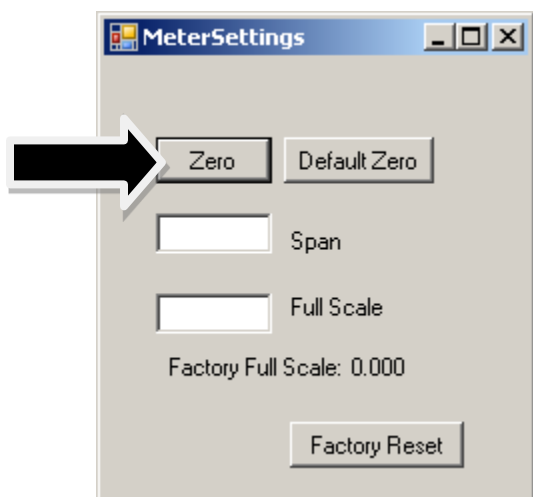 MeterSettings
Zero Default Zero
Span
Full Scale
Factory Full Scale: 0.000
Factory Reset